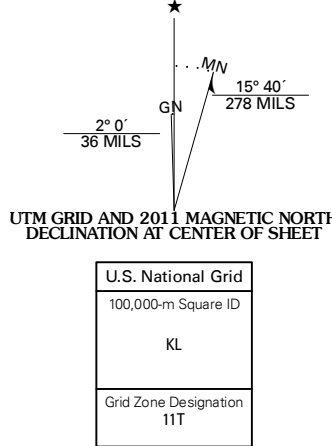 ★
MN
GN
15° 40´
278 MILS
2° 0´
36 MILS
UTM GRID AND 2011 MAGNETIC NORTH
DECLINATION AT CENTER OF SHEET
U.S. National Grid
100,000-m Square ID
KL
Grid Zone Designation
11T